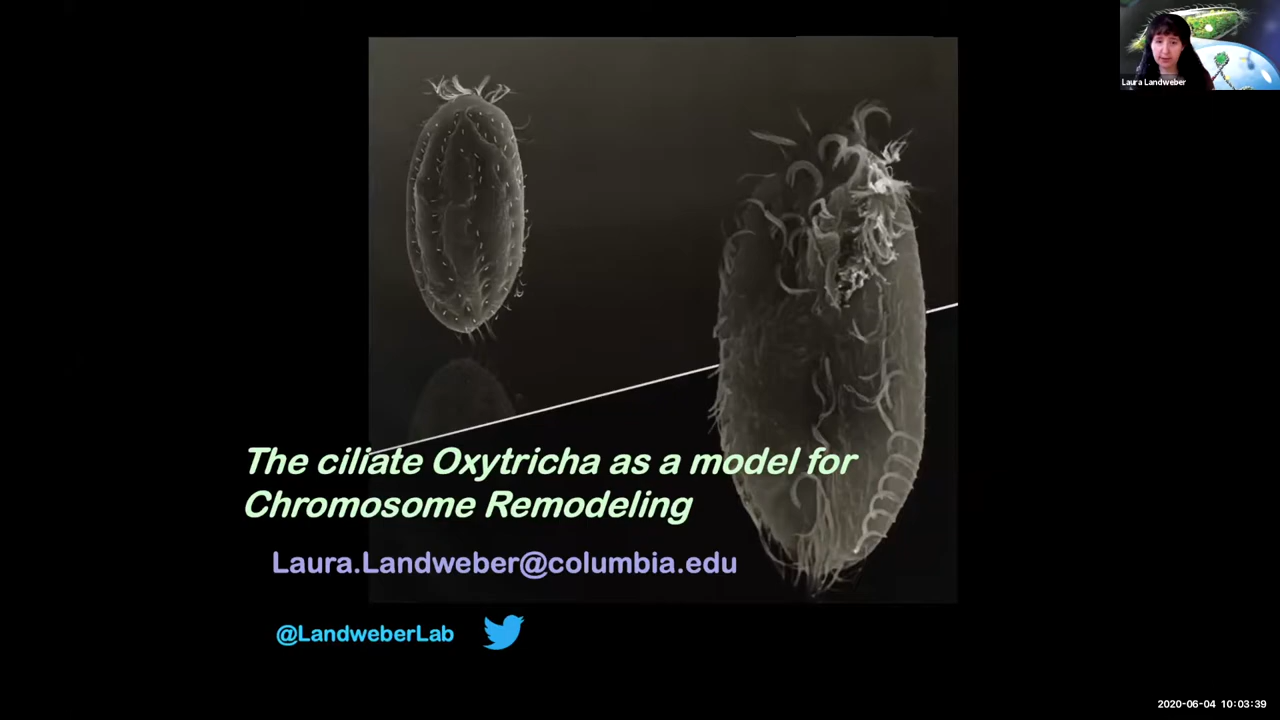 Laura Landweber
The ciliate Oxytricha as a model for
Chromosome Remodeling
Laura.Landweber@columbia.edu
@LandweberLab
2020-06-04 10:03:39